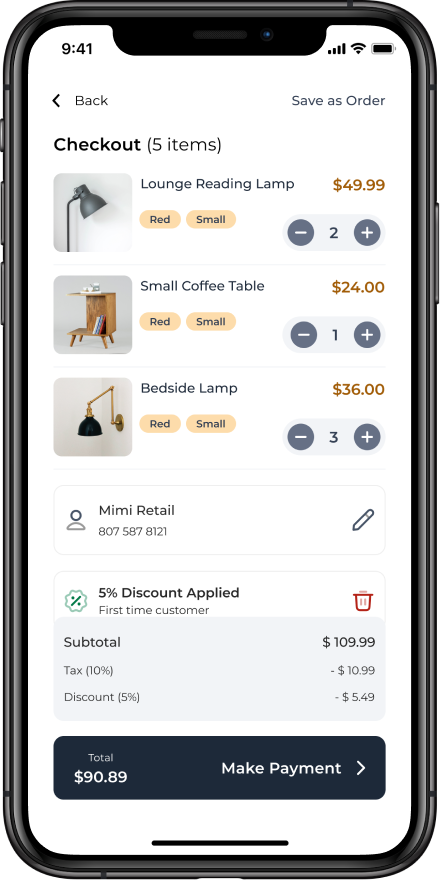 9:41
Back
Save as Order
Checkout (5 items)
Lounge Reading Lamp
$49.99
Red
Small
2
Small Coffee Table
$24.00
Red
Small
1
Bedside Lamp
$36.00
Red
Small
3
Mimi Retail
807 587 8121
5% Discount Applied
First time customer
Subtotal
$ 109.99
Tax (10%)
- $ 10.99
Discount (5%)
- $ 5.49
Total
$90.89
Make Payment